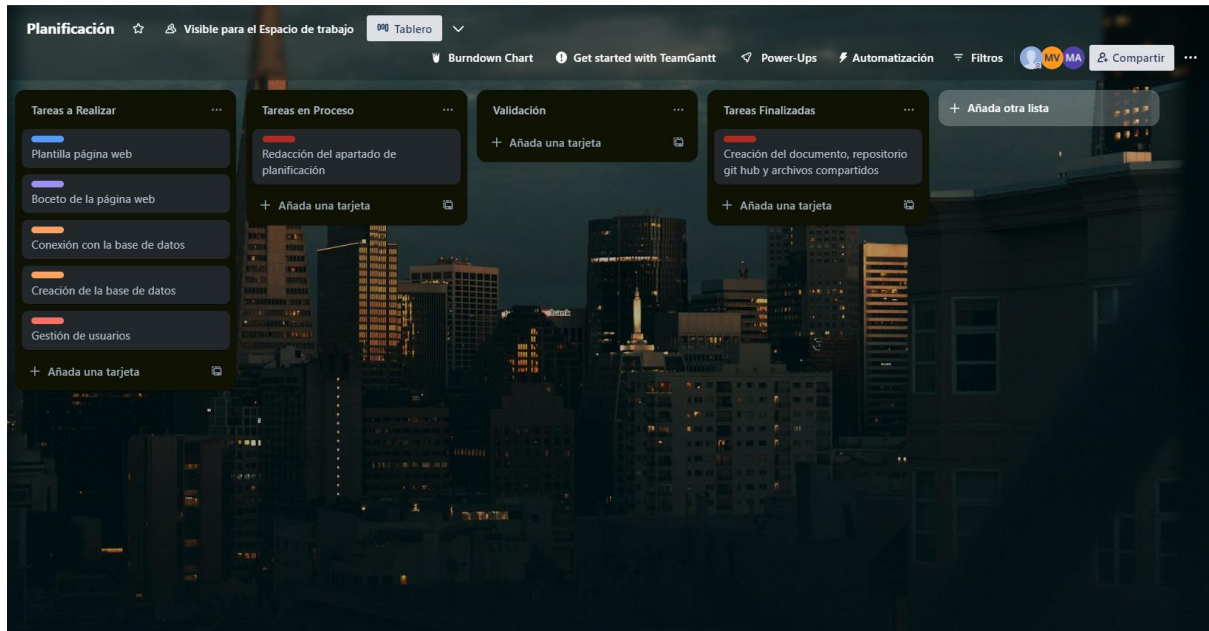 Planificación
Visible para el Espacio de trabajo
Tablero
Burndown Chart
Get started with TeamGantt
Power-Ups
Automatización
Filtros
MV
MA
Compartir
Tareas a Realizar
Plantilla página web
Boceto de la página web
Conexión con la base de datos
Creación de la base de datos
Gestión de usuarios
+ Añada una tarjeta
Tareas en Proceso
Redacción del apartado de
planificación
+ Añada una tarjeta
Validación
+ Añada una tarjeta
Tareas Finalizadas
Creación del documento, repositorio
git hub y archivos compartidos
+ Añada una tarjeta
+ Añada otra lista